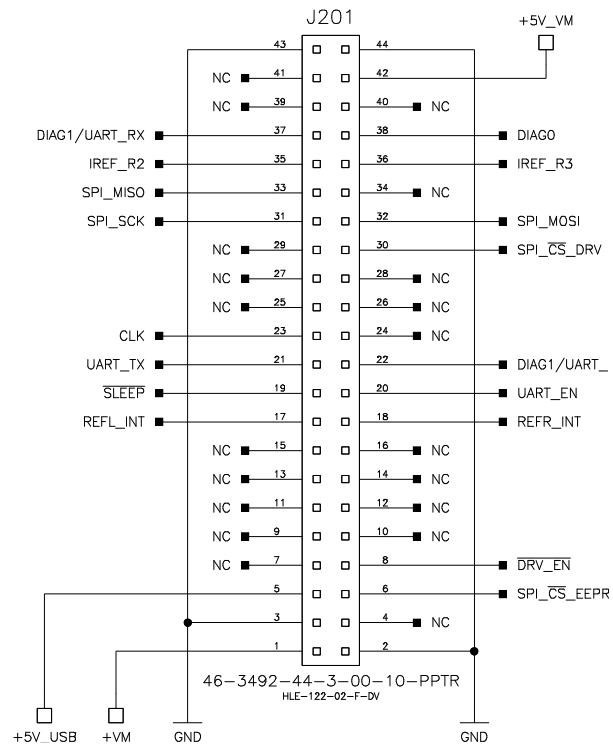 J201
+5V_VM
43 44
NC 41 42
NC 39 40 NC
DIAG1/UART_RX 37 38 DIAG0
IREF_R2 35 36 IREF_R3
SPI_MISO 33 34 NC
SPI_SCK 31 32 SPI_MOSI
NC 29 30 SPI_CS_DRV
NC 27 28 NC
NC 25 26 NC
CLK 23 24 NC
UART_TX 21 22 DIAG1/UART_
SLEEP 19 20 UART_EN
REFL_INT 17 18 REFR_INT
NC 15 16 NC
NC 13 14 NC
NC 11 12 NC
NC 9 10 NC
NC 7 8 DRV_EN
5 6 SPI_CS_EEPR
3 4 NC
1 2
46-3492-44-3-00-10-PPTR
HLE-122-02-F-DV
+5V_USB +VM GND GND